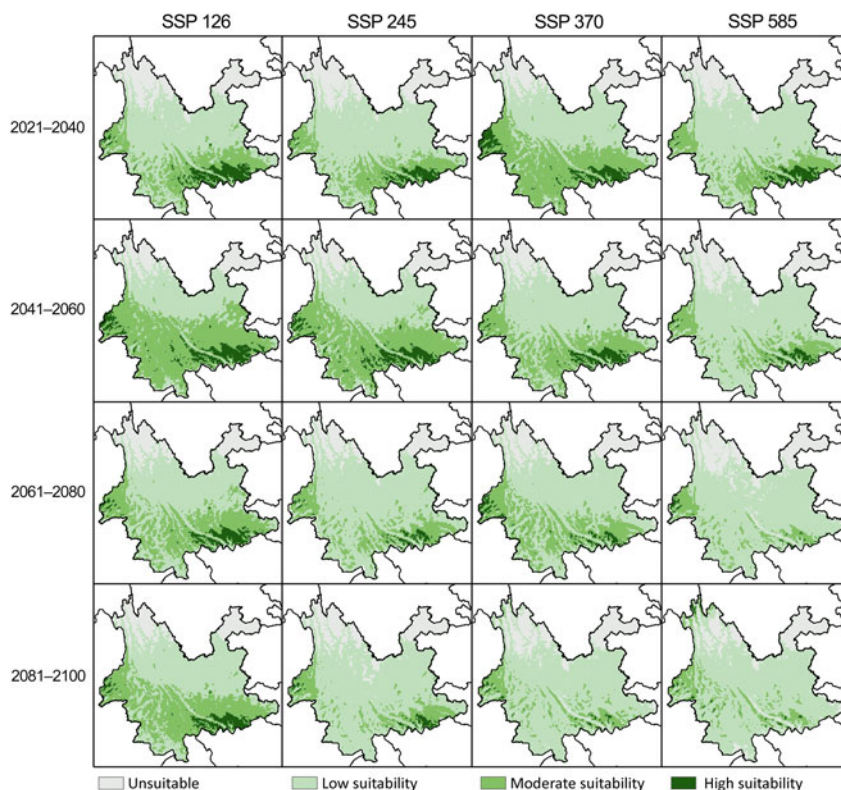 SSP 126 SSP 245 SSP 370 SSP 585
2021–2040
2041–2060
2061–2080
2081–2100
Unsuitable Low suitability Moderate suitability High suitability